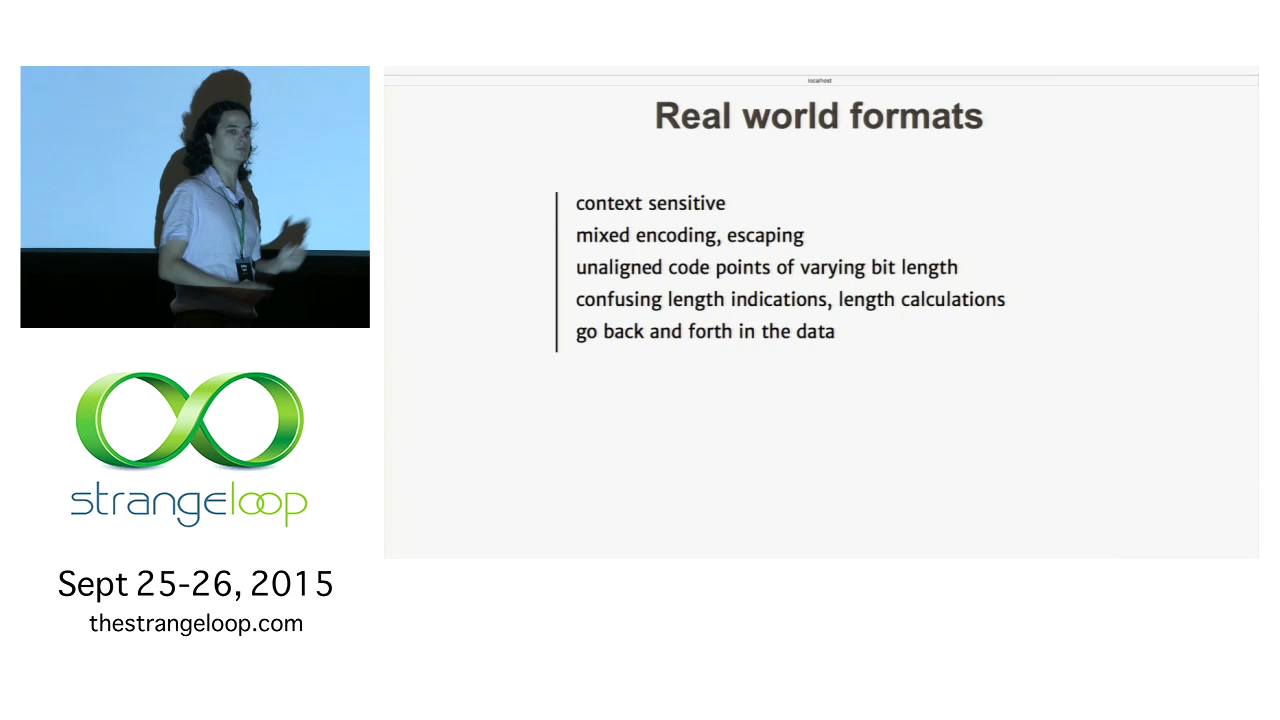 localhost
Real world formats
context sensitive
mixed encoding, escaping
unaligned code points of varying bit length
confusing length indications, length calculations
go back and forth in the data
strangeloop
Sept 25-26, 2015
thestrangeloop.com